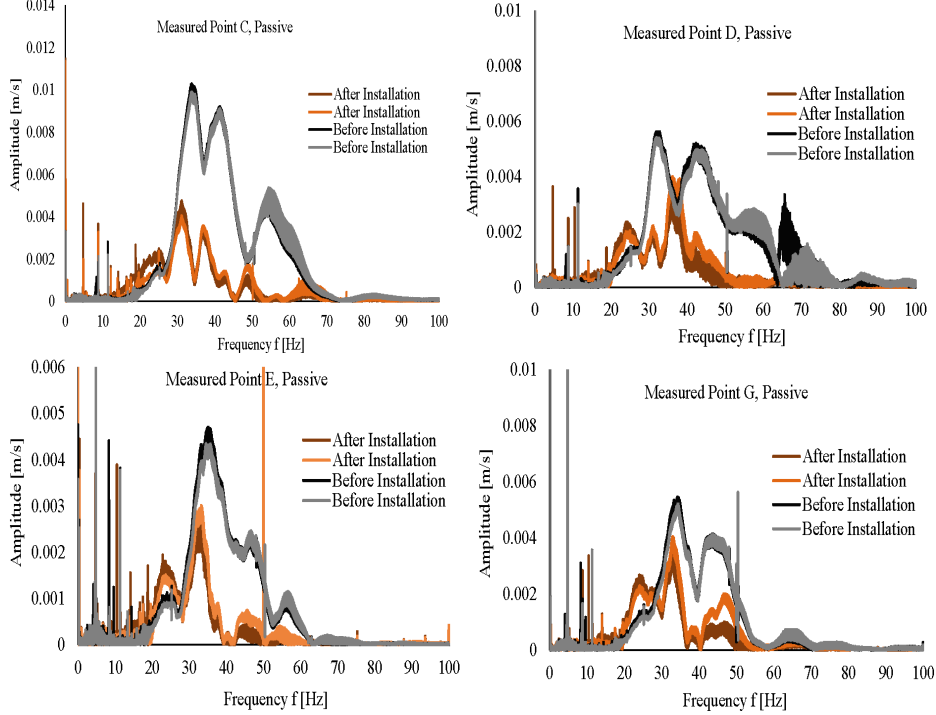 Measured Point C, Passive
Amplitude [m/s]
0.014
0.012
0.01
0.008
0.006
0.004
0.002
0
After Installation
After Installation
Before Installation
Before Installation
0 10 20 30 40 50 60 70 80 90 100
Frequency f [Hz]
Measured Point D, Passive
Amplitude [m/s]
0.01
0.008
0.006
0.004
0.002
0
After Installation
After Installation
Before Installation
Before Installation
0 10 20 30 40 50 60 70 80 90 100
Frequency f [Hz]
Measured Point E, Passive
Amplitude [m/s]
0.006
0.005
0.004
0.003
0.002
0.001
0
After Installation
After Installation
Before Installation
Before Installation
0 10 20 30 40 50 60 70 80 90 100
Frequency f [Hz]
Measured Point G, Passive
Amplitude [m/s]
0.01
0.008
0.006
0.004
0.002
0
After Installation
After Installation
Before Installation
Before Installation
0 10 20 30 40 50 60 70 80 90 100
Frequency f [Hz]